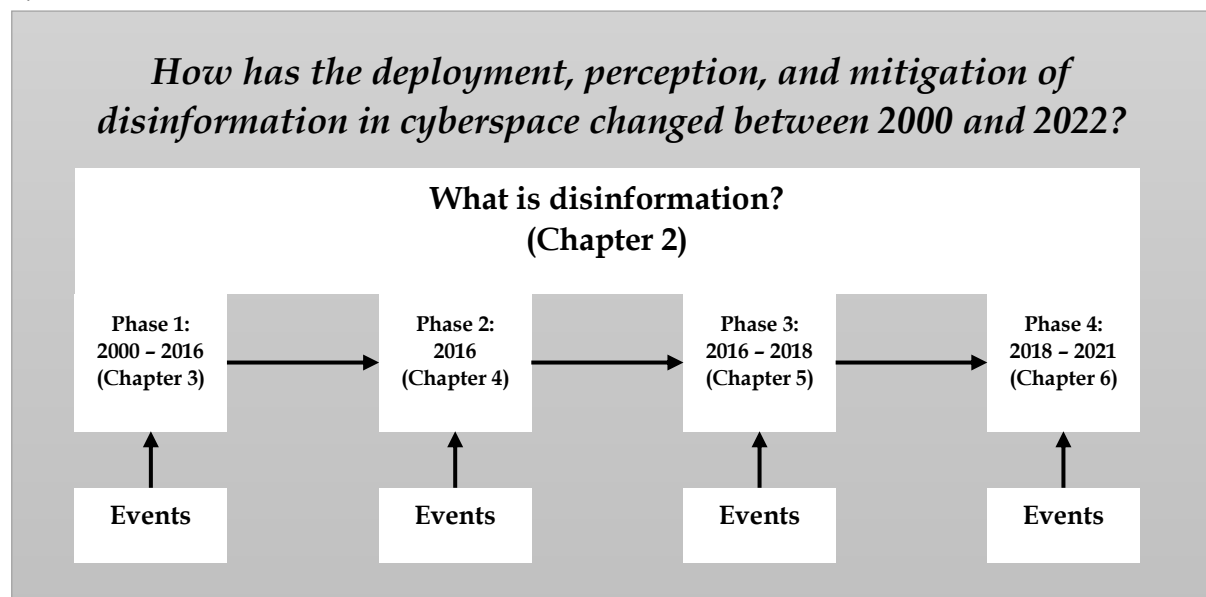 How has the deployment, perception, and mitigation of
disinformation in cyberspace changed between 2000 and 2022?
What is disinformation?
(Chapter 2)
Phase 1:
2000 – 2016
(Chapter 3)
Phase 2:
2016
(Chapter 4)
Phase 3:
2016 – 2018
(Chapter 5)
Phase 4:
2018 – 2021
(Chapter 6)
Events
Events
Events
Events